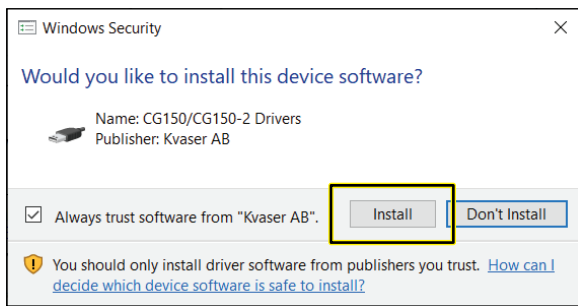 Windows Security
Would you like to install this device software?
Name: CG150/CG150-2 Drivers
Publisher: Kvaser AB
Always trust software from "Kvaser AB".
Install
Don't Install
You should only install driver software from publishers you trust. How can I
decide which device software is safe to install?